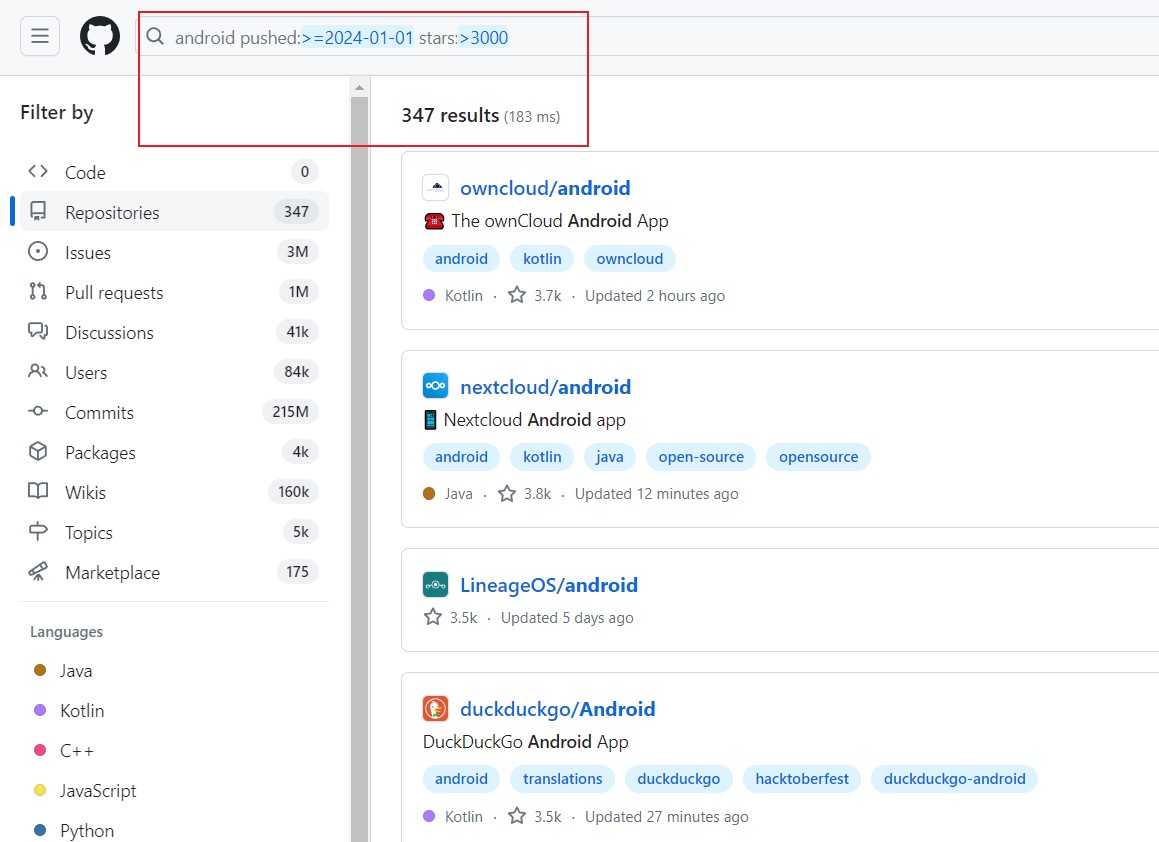 android pushed:>=2024-01-01 stars:>3000
Filter by
Code 0
Repositories 347
Issues 3M
Pull requests 1M
Discussions 41k
Users 84k
Commits 215M
Packages 4k
Wikis 160k
Topics 5k
Marketplace 175
Languages
Java
Kotlin
C++
JavaScript
Python
347 results (183 ms)
owncloud/android
☎️ The ownCloud Android App
android kotlin owncloud
Kotlin · 3.7k · Updated 2 hours ago
nextcloud/android
📱 Nextcloud Android app
android kotlin java open-source opensource
Java · 3.8k · Updated 12 minutes ago
LineageOS/android
3.5k · Updated 5 days ago
duckduckgo/Android
DuckDuckGo Android App
android translations duckduckgo hacktoberfest duckduckgo-android
Kotlin · 3.5k · Updated 27 minutes ago